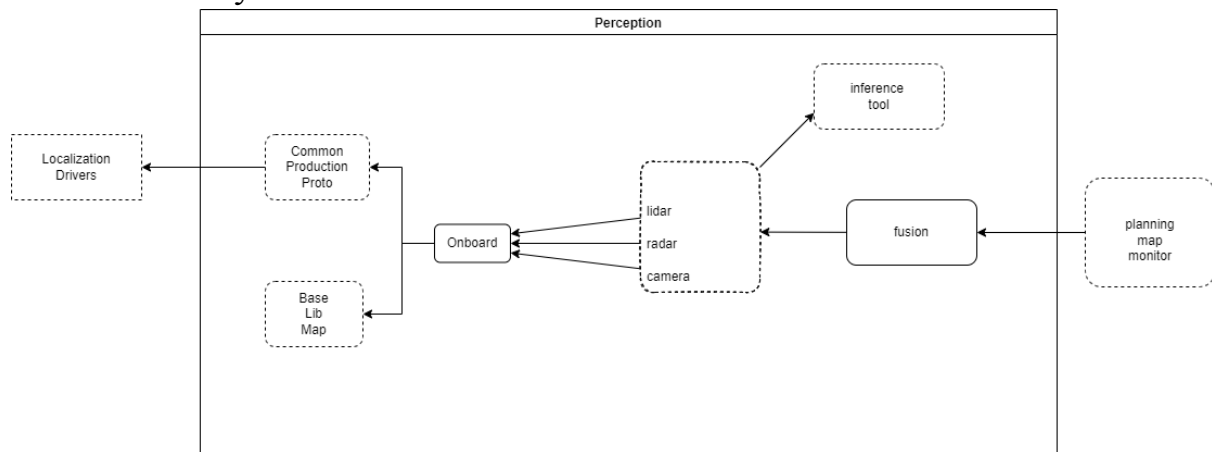 Perception
inference
tool
Localization
Drivers
Common
Production
Proto
lidar
radar
camera
Onboard
fusion
planning
map
monitor
Base
Lib
Map